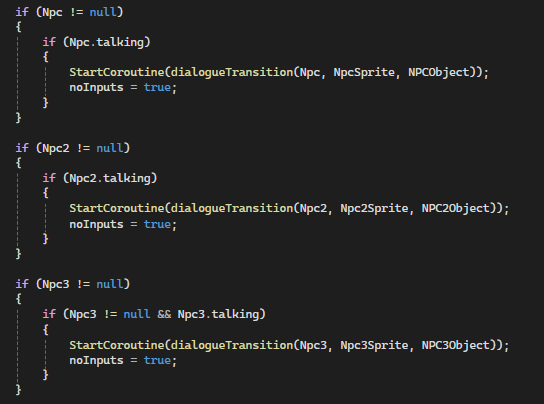 if (Npc != null)
{
if (Npc.talking)
{
StartCoroutine(dialogueTransition(Npc, NpcSprite, NPCObject));
noInputs = true;
}
}
if (Npc2 != null)
{
if (Npc2.talking)
{
StartCoroutine(dialogueTransition(Npc2, Npc2Sprite, NPC2Object));
noInputs = true;
}
}
if (Npc3 != null)
{
if (Npc3 != null && Npc3.talking)
{
StartCoroutine(dialogueTransition(Npc3, Npc3Sprite, NPC3Object));
noInputs = true;
}
}